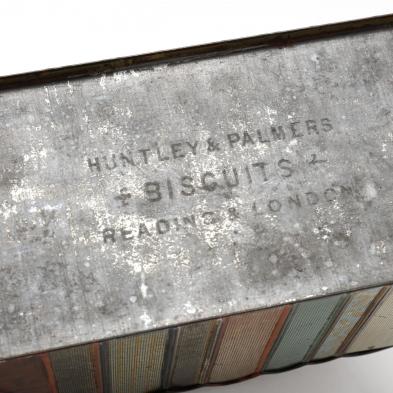 HUNTLEY & PALMERS
BISCUITS
READING & LONDON